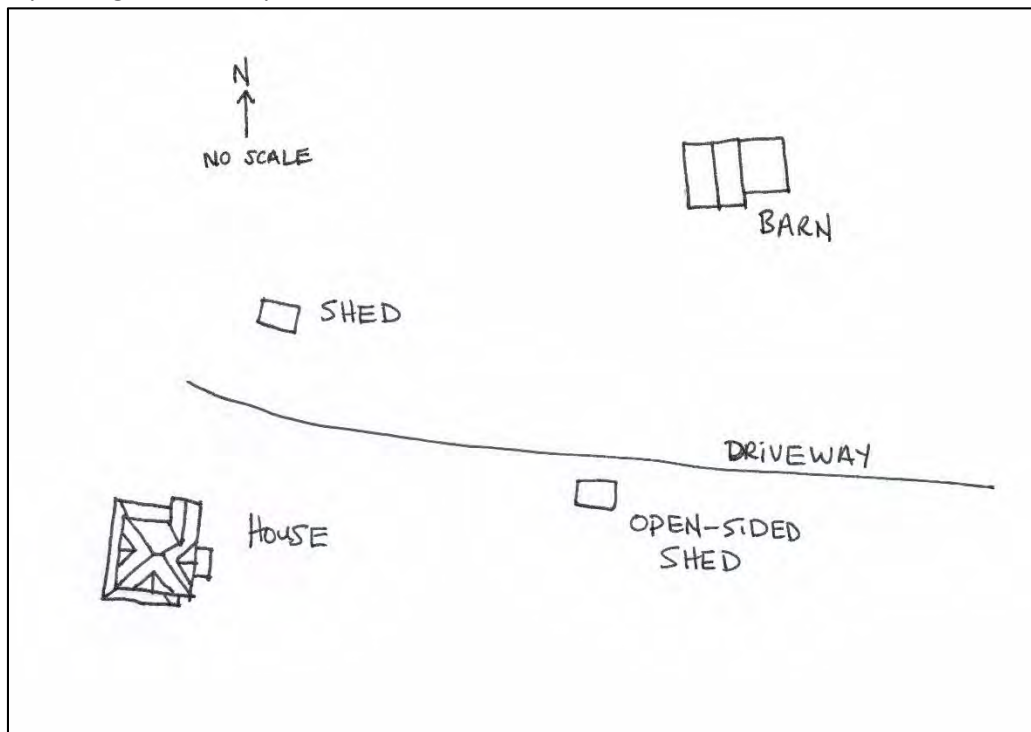 N
NO SCALE
BARN
SHED
DRIVEWAY
HOUSE
OPEN-SIDED
SHED